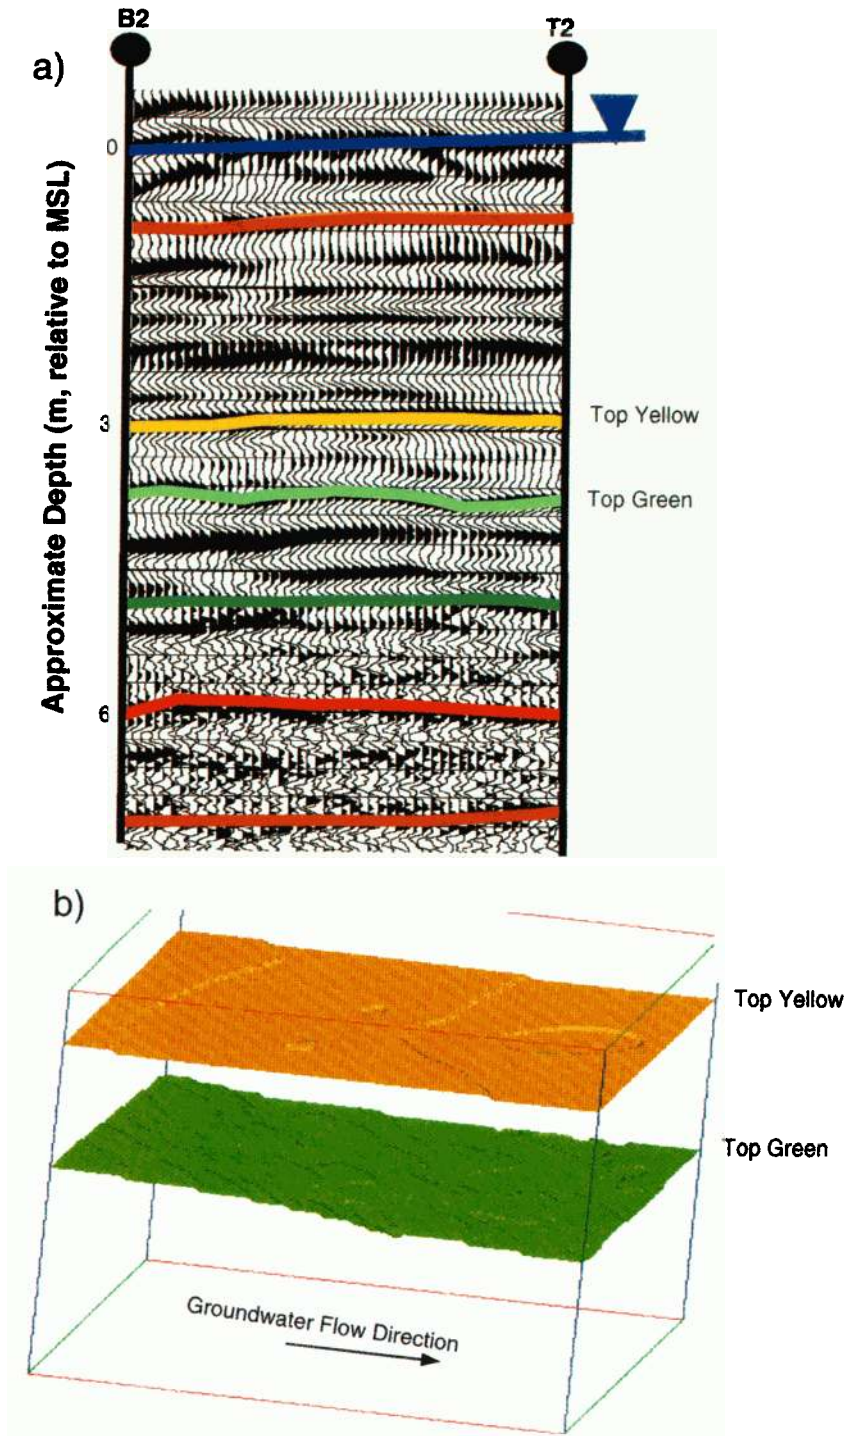 B2
T2
a)
0
Approximate Depth (m, relative to MSL)
3
Top Yellow
Top Green
6
b)
Top Yellow
Top Green
Groundwater Flow Direction